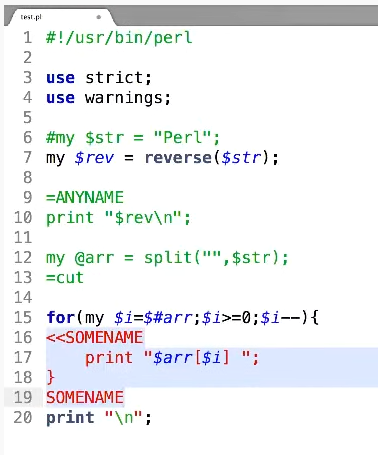 test.pl
1 #!/usr/bin/perl
2
3 use strict;
4 use warnings;
5
6 #my $str = "Perl";
7 my $rev = reverse($str);
8
9 =ANYNAME
10 print "$rev\n";
11
12 my @arr = split("",$str);
13 =cut
14
15 for(my $i=$#arr;$i>=0;$i--){
16 <<SOMENAME
17     print "$arr[$i] ";
18 }
19 SOMENAME
20 print "\n";